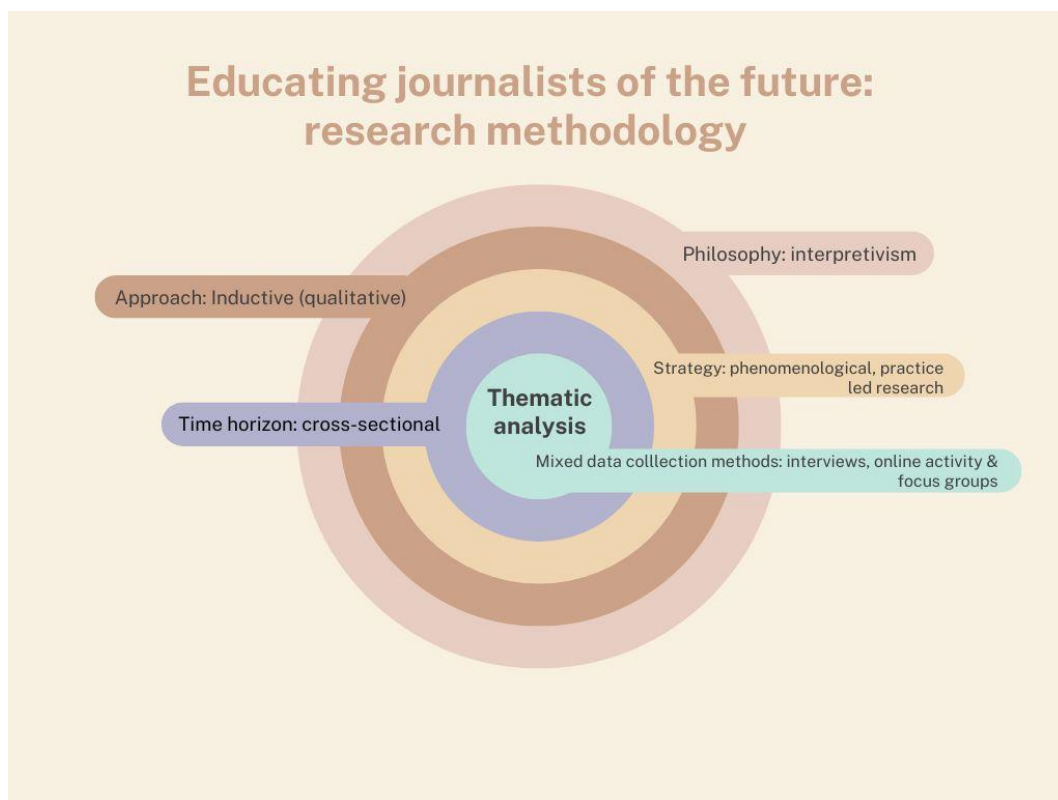 Educating journalists of the future:
research methodology
Philosophy: interpretivism
Approach: Inductive (qualitative)
Strategy: phenomenological, practice
led research
Thematic
analysis
Time horizon: cross-sectional
Mixed data colllection methods: interviews, online activity &
focus groups